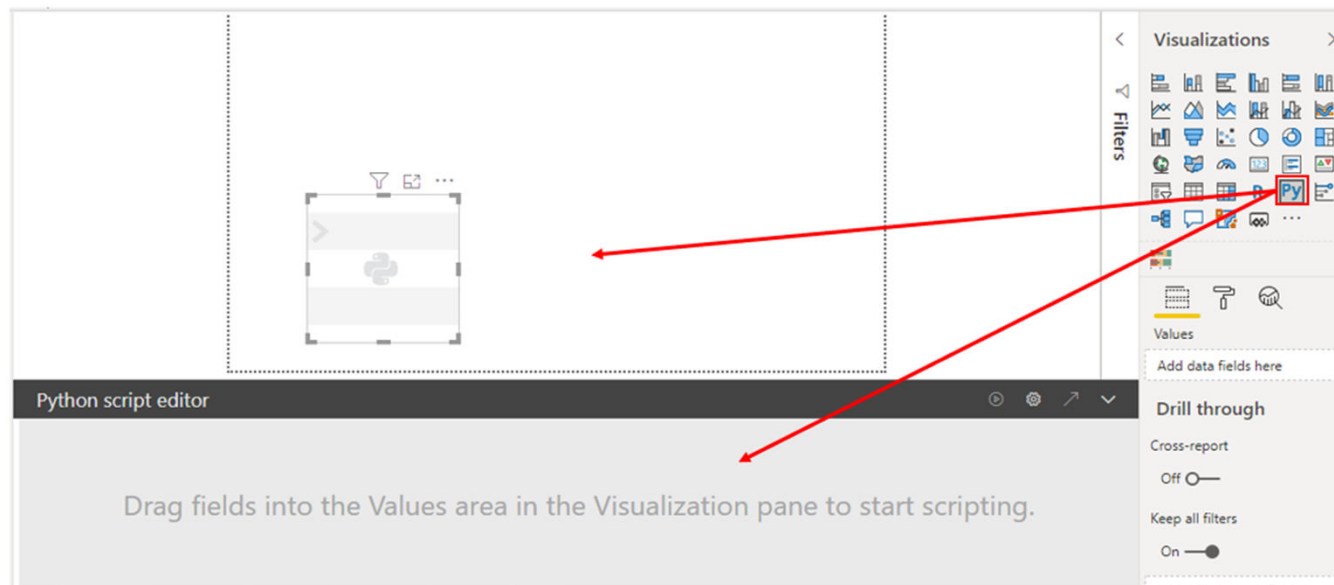 Visualizations
Filters
R
Py
123
Values
Add data fields here
Python script editor
Drill through
Cross-report
Off
Drag fields into the Values area in the Visualization pane to start scripting.
Keep all filters
On